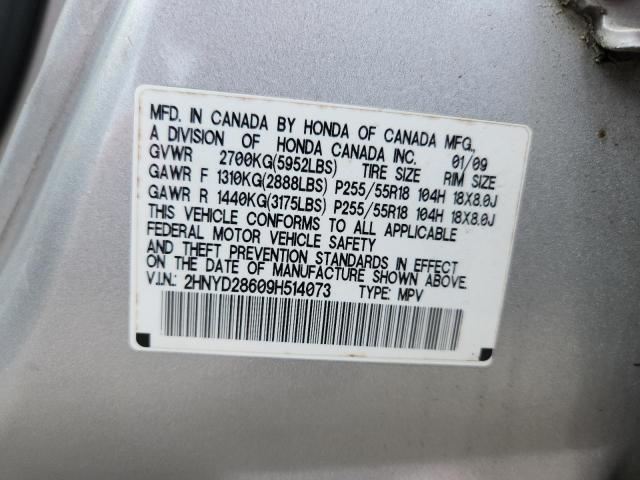 MFD. IN CANADA BY HONDA OF CANADA MFG.,
A DIVISION OF HONDA CANADA INC. 01/09
GVWR 2700KG(5952LBS) TIRE SIZE RIM SIZE
GAWR F 1310KG(2888LBS) P255/55R18 104H 18X8.0J
GAWR R 1440KG(3175LBS) P255/55R18 104H 18X8.0J
THIS VEHICLE CONFORMS TO ALL APPLICABLE
FEDERAL MOTOR VEHICLE SAFETY
AND THEFT PREVENTION STANDARDS IN EFFECT
ON THE DATE OF MANUFACTURE SHOWN ABOVE.
V.I.N.: 2HNYD28609H514073 TYPE: MPV